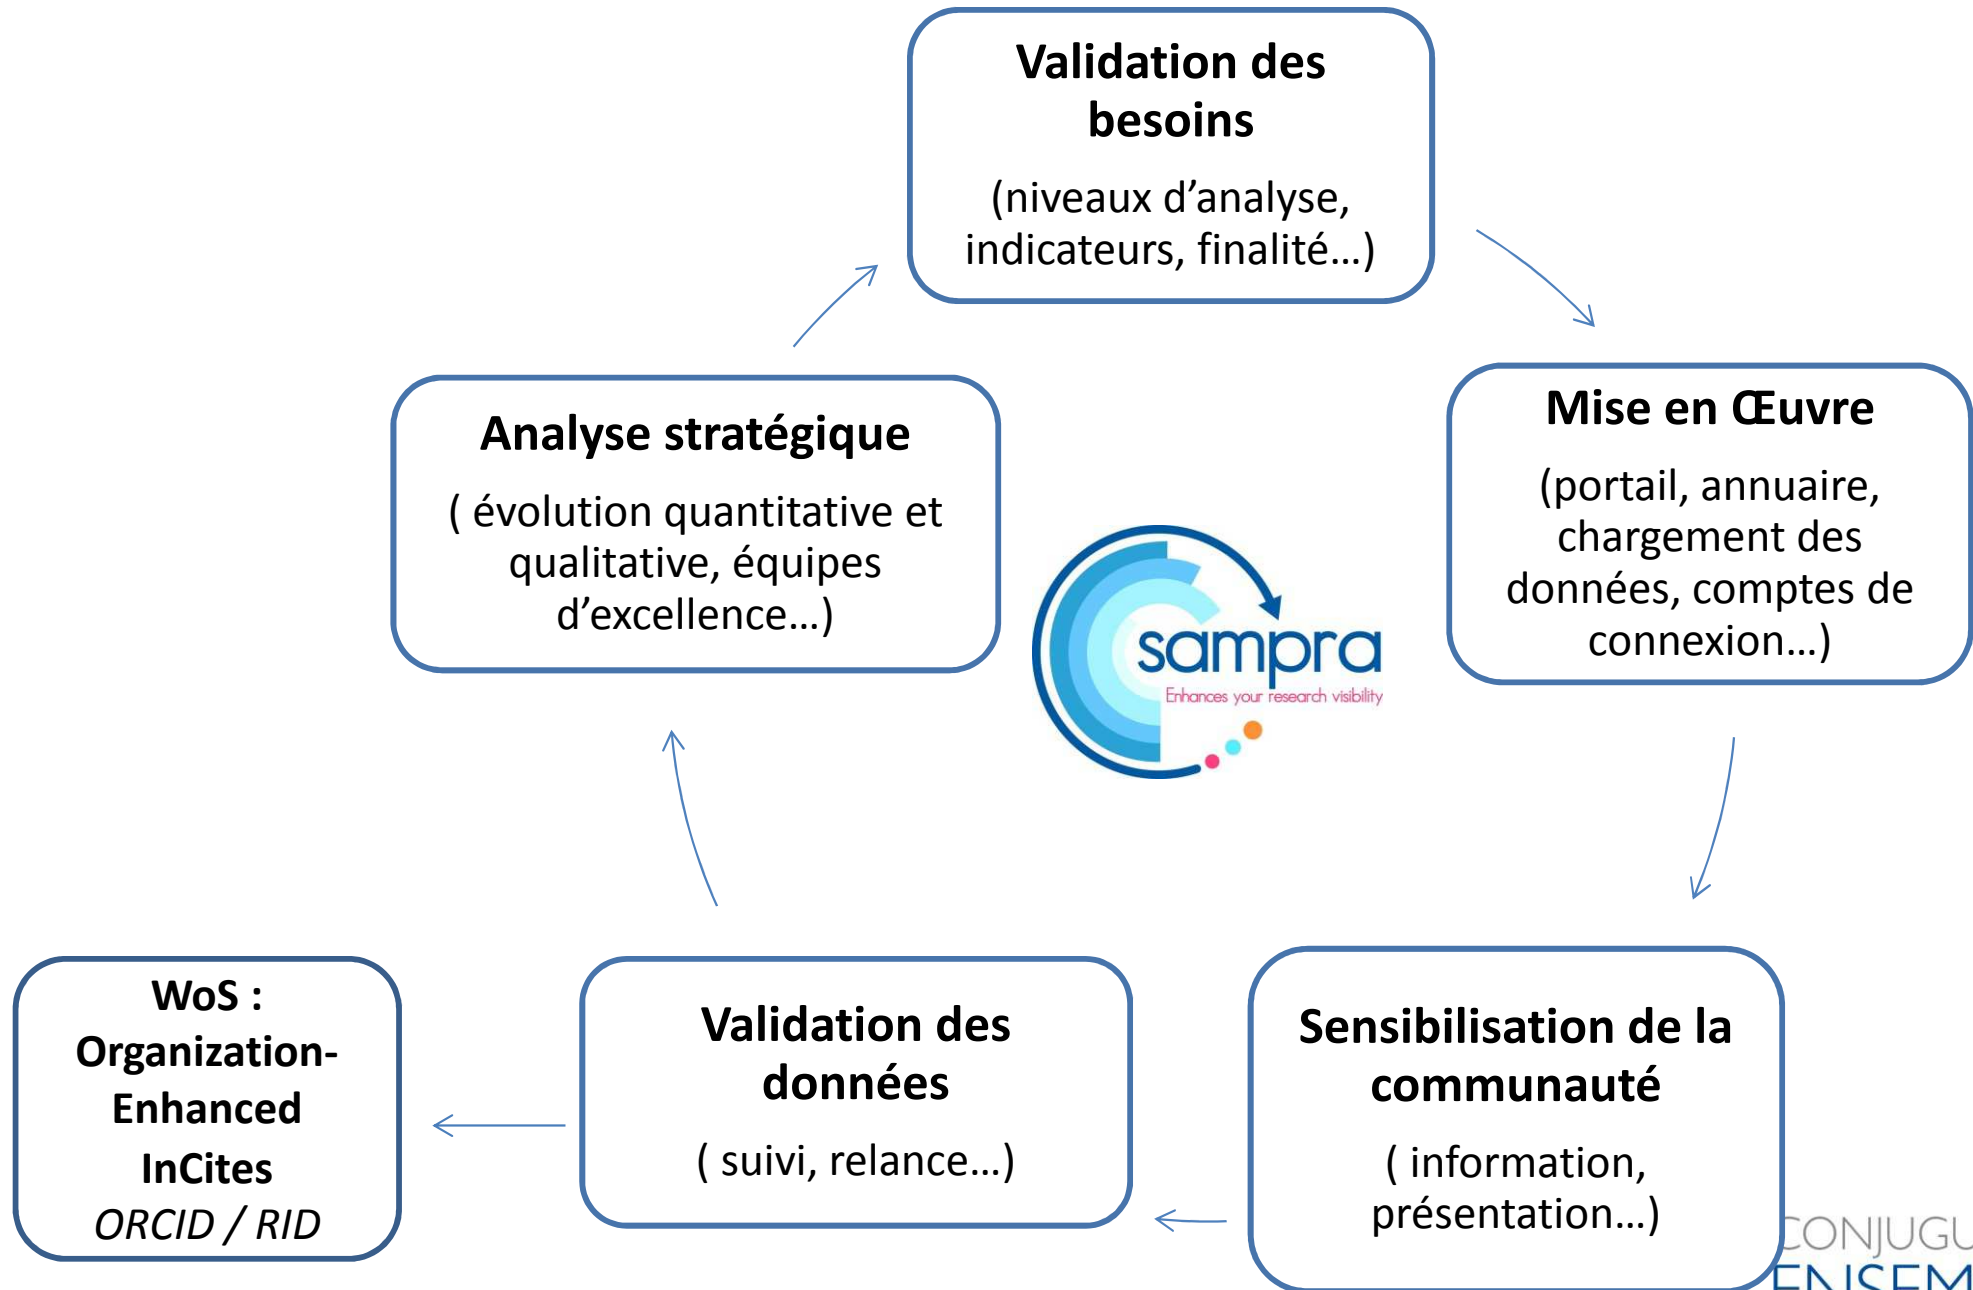 Validation des
besoins
(niveaux d’analyse,
indicateurs, finalité…)
Mise en Œuvre
(portail, annuaire,
chargement des
données, comptes de
connexion…)
Analyse stratégique
( évolution quantitative et
qualitative, équipes
d’excellence…)
sampra
Enhances your research visibility
Sensibilisation de la
communauté
( information,
présentation…)
Validation des
données
( suivi, relance…)
WoS :
Organization-
Enhanced
InCites
ORCID / RID
CONJUGU
ENSEM